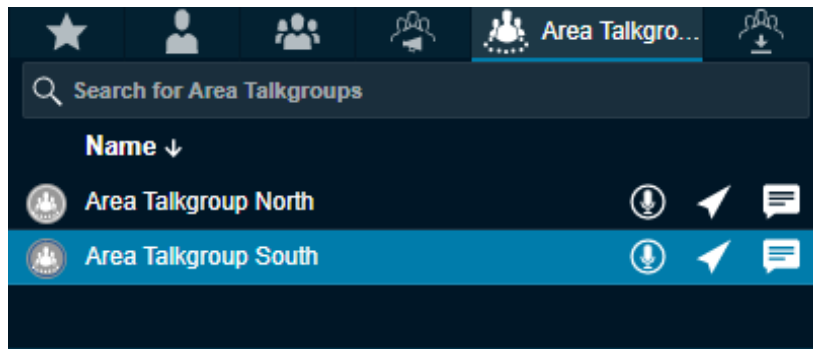 Area Talkgro...
Search for Area Talkgroups
Name ↓
Area Talkgroup North
Area Talkgroup South